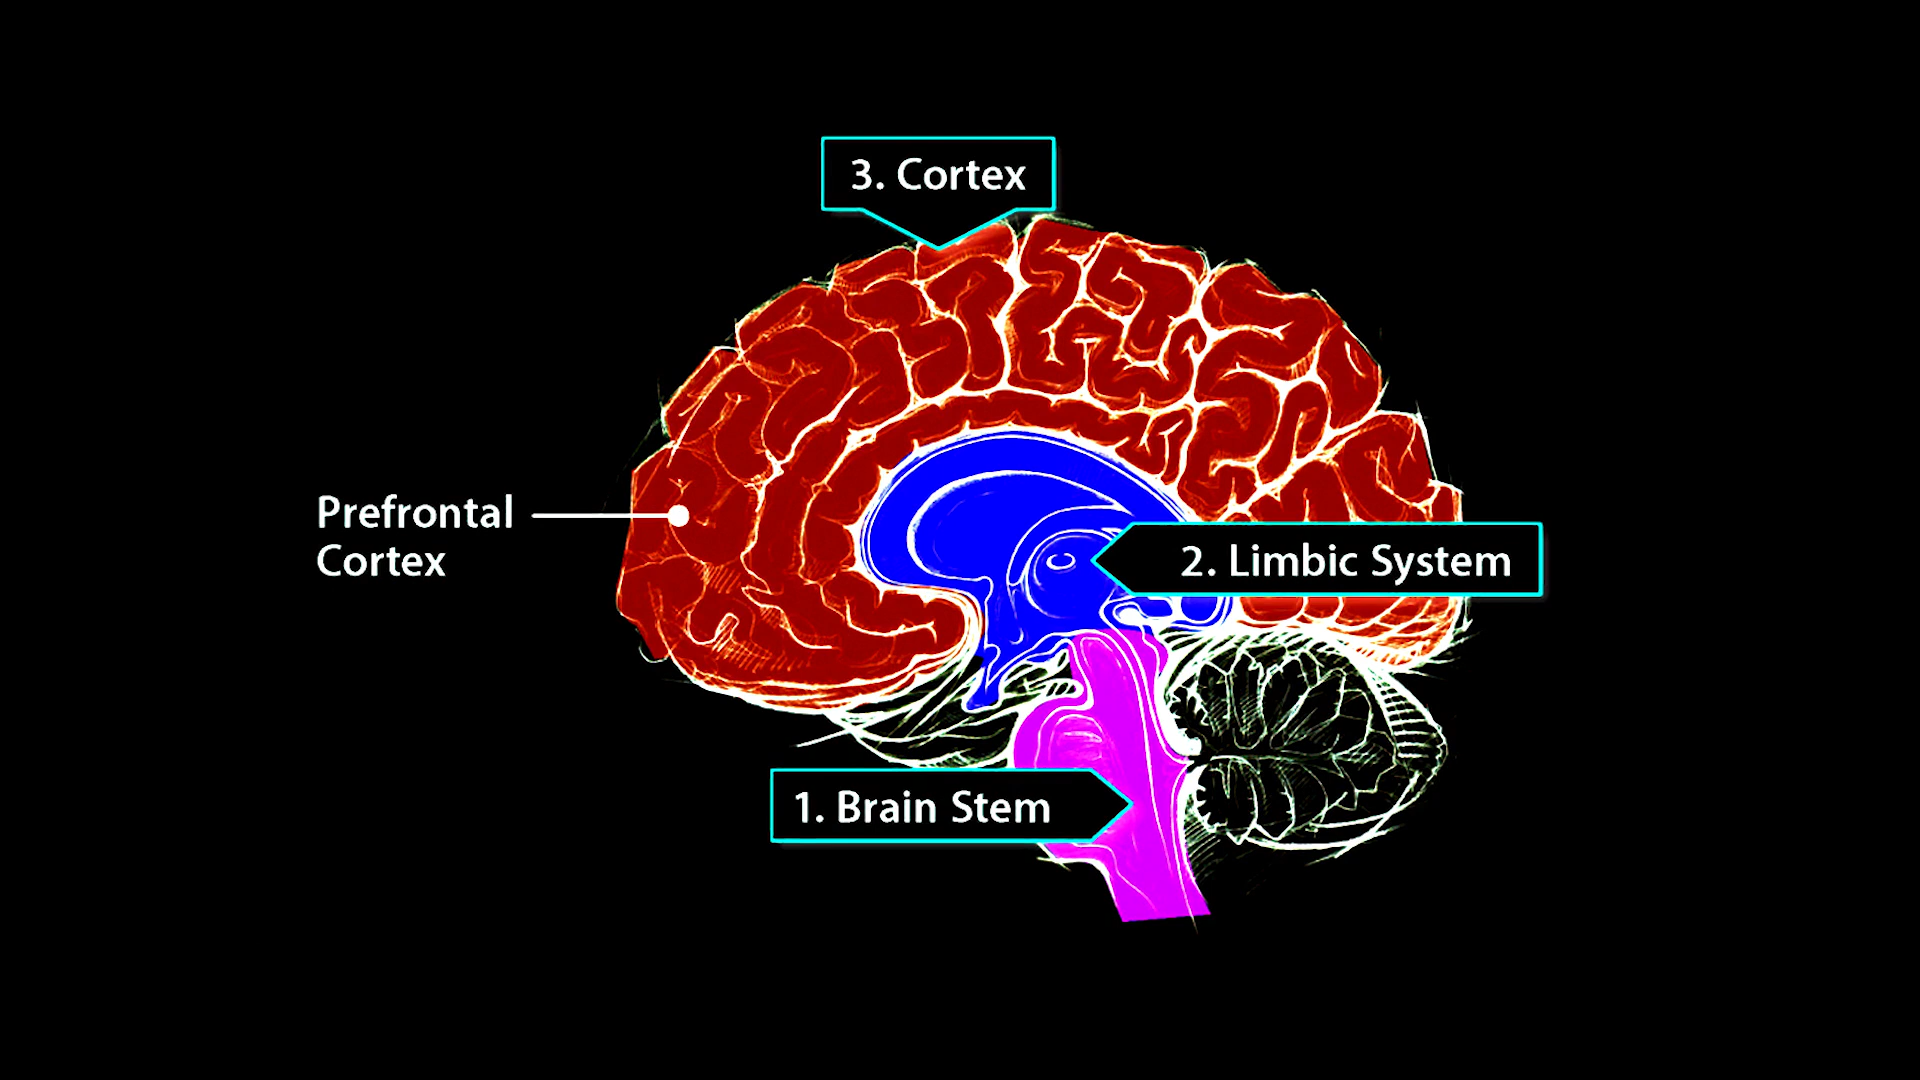 3. Cortex
Prefrontal
Cortex
2. Limbic System
1. Brain Stem